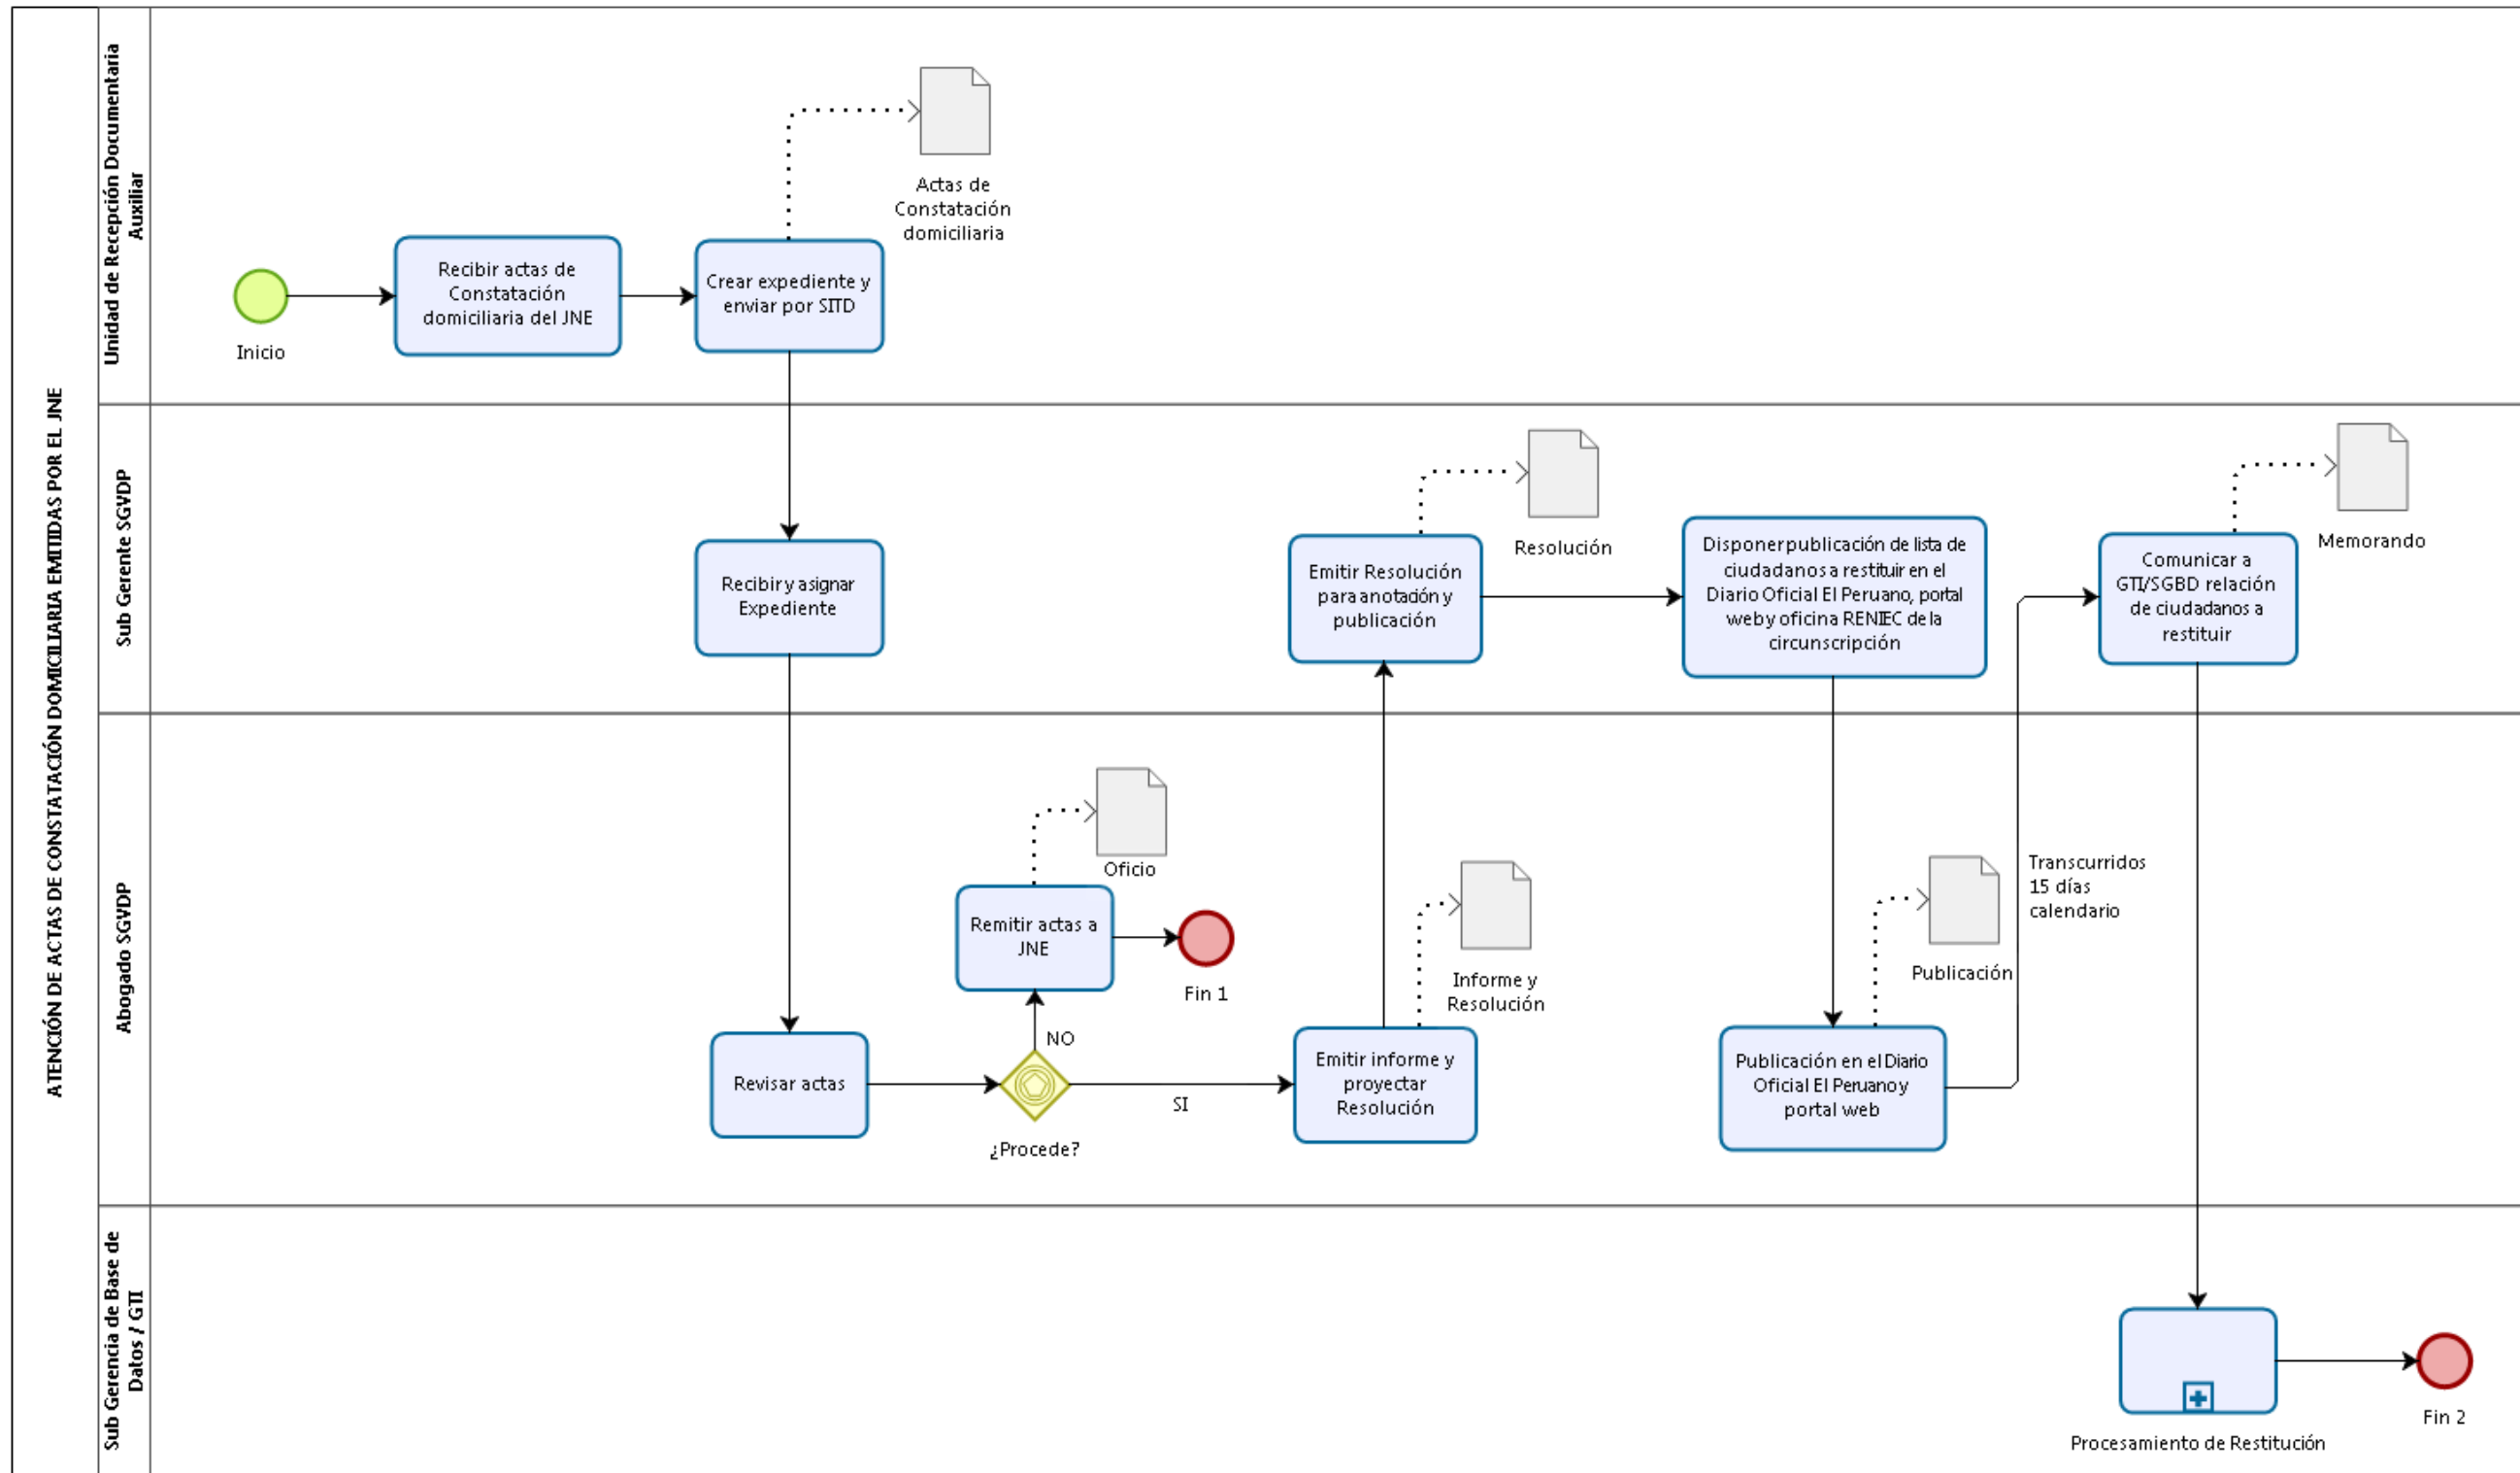 ATENCIÓN DE ACTAS DE CONSTATACIÓN DOMICILIARIA EMITIDAS POR EL JNE
Unidad de Recepción Documentaria
Auxiliar
Inicio
Recibir actas de
Constatación
domiciliaria del JNE
Crear expediente y
enviar por SITD
Actas de
Constatación
domiciliaria
Sub Gerente SGVDP
Recibir y asignar
Expediente
Emitir Resolución
para anotación y
publicación
Resolución
Disponer publicación de lista de
ciudadanos a restituir en el
Diario Oficial El Peruano, portal
web y oficina RENIEC de la
circunscripción
Comunicar a
GTI/SGBD relación
de ciudadanos a
restituir
Memorando
Abogado SGVDP
Revisar actas
¿Procede?
NO
SI
Remitir actas a
JNE
Oficio
Fin 1
Emitir informe y
proyectar
Resolución
Informe y
Resolución
Publicación en el Diario
Oficial El Peruano y
portal web
Publicación
Transcurridos
15 días
calendario
Sub Gerencia de Base de
Datos / GTI
Procesamiento de Restitución
Fin 2